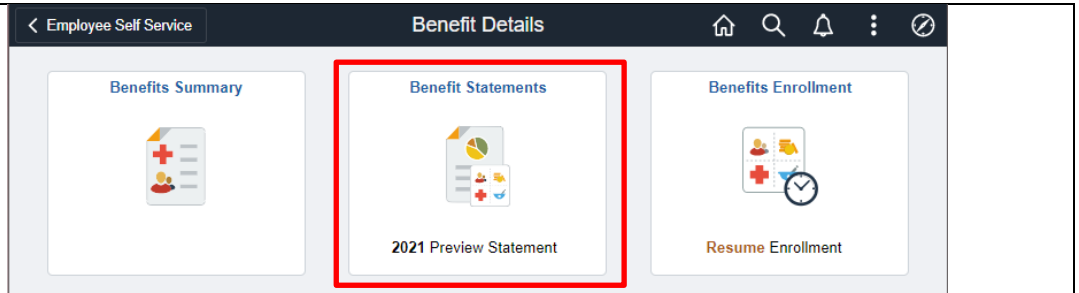 Employee Self Service
Benefit Details
Benefits Summary
Benefit Statements
2021 Preview Statement
Benefits Enrollment
Resume Enrollment